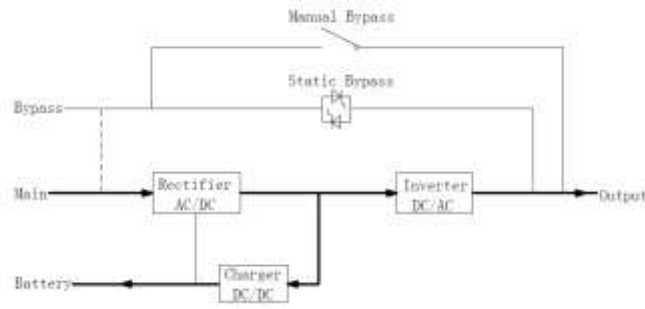 Manual Bypass
Static Bypass
Bypass
Main
Rectifier
AC/DC
Inverter
DC/AC
Output
Battery
Charger
DC/DC